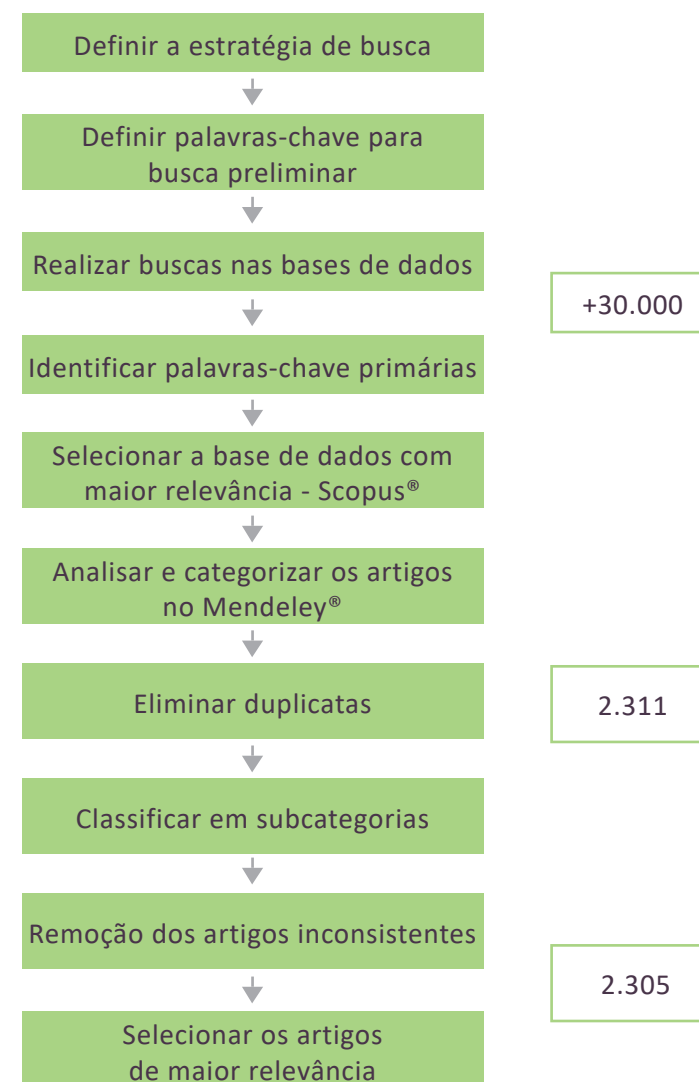 Definir a estratégia de busca
Definir palavras-chave para
busca preliminar
Realizar buscas nas bases de dados
+30.000
Identificar palavras-chave primárias
Selecionar a base de dados com
maior relevância - Scopus®
Analisar e categorizar os artigos
no Mendeley®
Eliminar duplicatas
2.311
Classificar em subcategorias
Remoção dos artigos inconsistentes
2.305
Selecionar os artigos
de maior relevância